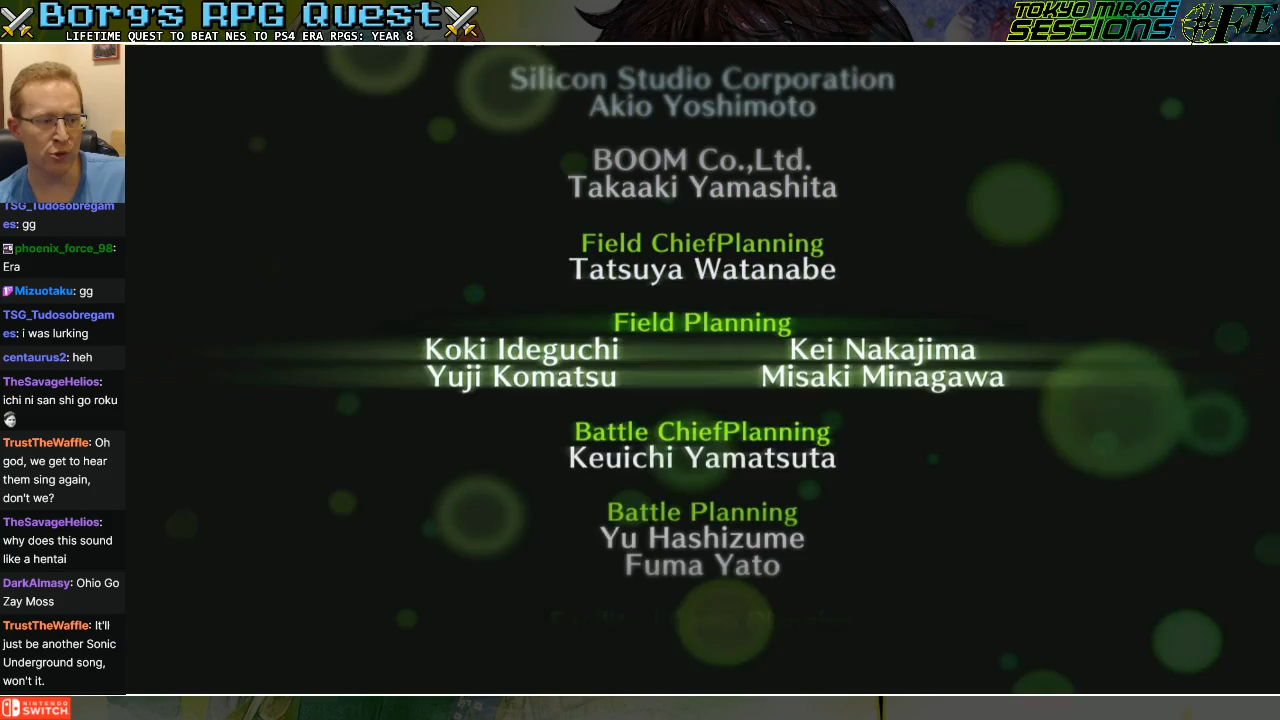 Borg's RPG Quest
LIFETIME QUEST TO BEAT NES TO PS4 ERA RPGS: YEAR 8
TOKYO MIRAGE
SESSIONS #FE
Silicon Studio Corporation
Akio Yoshimoto
BOOM Co.,Ltd.
Takaaki Yamashita
Field ChiefPlanning
Tatsuya Watanabe
Field Planning
Koki Ideguchi Kei Nakajima
Yuji Komatsu Misaki Minagawa
Battle ChiefPlanning
Keuichi Yamatsuta
Battle Planning
Yu Hashizume
Fuma Yato
TSG_Tudosobregam
es: gg
phoenix_force_98:
Era
Mizuotaku: gg
TSG_Tudosobregam
es: i was lurking
centaurus2: heh
TheSavageHelios:
ichi ni san shi go roku
TrustTheWaffle: Oh
god, we get to hear
them sing again,
don't we?
TheSavageHelios:
why does this sound
like a hentai
DarkAlmasy: Ohio Go
Zay Moss
TrustTheWaffle: It'll
just be another Sonic
Underground song,
won't it.
NINTENDO
SWITCH